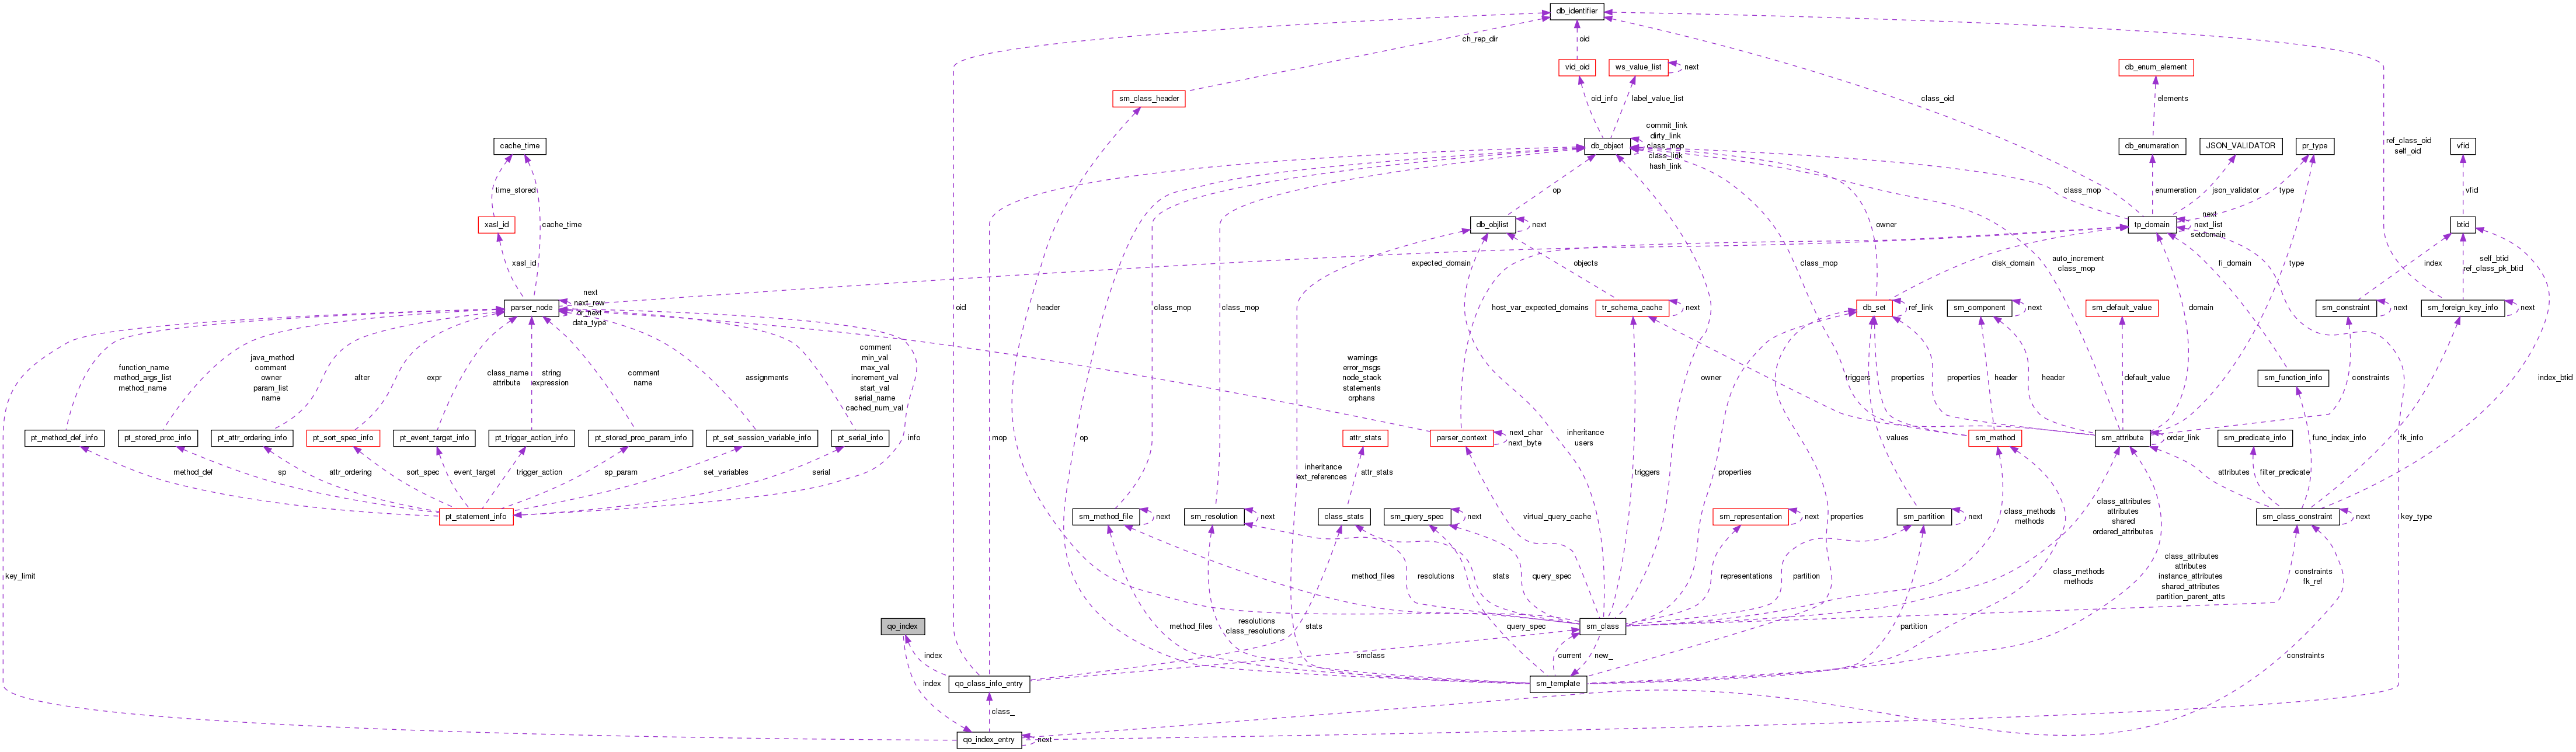 db_identifier
oid
ch_rep_dir
vid_oid
ws_value_list
next
db_enum_element
sm_class_header
oid_info
label_value_list
class_oid
elements
commit_link
dirty_link
class_mop
class_link
hash_link
ref_class_oid
self_oid
cache_time
db_object
db_enumeration
JSON_VALIDATOR
pr_type
vfid
time_stored
op
class_mop
enumeration
json_validator
type
vfid
xasl_id
cache_time
db_objlist
next
owner
tp_domain
next
next_list
setdomain
btid
xasl_id
expected_domain
objects
class_mop
disk_domain
auto_increment
class_mop
fi_domain
type
index
self_btid
ref_class_pk_btid
parser_node
next
next_row
or_next
data_type
header
class_mop
class_mop
host_var_expected_domains
tr_schema_cache
next
db_set
ref_link
sm_component
next
sm_default_value
domain
sm_constraint
next
sm_foreign_key_info
next
function_name
method_args_list
method_name
java_method
comment
owner
param_list
name
after
expr
class_name
attribute
string
expression
comment
name
assignments
comment
min_val
max_val
increment_val
start_val
serial_name
cached_num_val
warnings
error_msgs
node_stack
statements
orphans
owner
triggers
properties
properties
header
header
default_value
sm_function_info
constraints
index_btid
pt_method_def_info
pt_stored_proc_info
pt_attr_ordering_info
pt_sort_spec_info
pt_event_target_info
pt_trigger_action_info
pt_stored_proc_param_info
pt_set_session_variable_info
pt_serial_info
info
oid
mop
op
attr_stats
parser_context
next_char
next_byte
inheritance
users
values
sm_method
sm_attribute
order_link
sm_predicate_info
func_index_info
fk_info
method_def
sp
attr_ordering
sort_spec
event_target
trigger_action
sp_param
set_variables
serial
inheritance
ext_references
attr_stats
triggers
properties
attributes
filter_predicate
pt_statement_info
sm_method_file
next
sm_resolution
next
class_stats
sm_query_spec
next
virtual_query_cache
sm_representation
next
properties
sm_partition
next
class_methods
methods
class_attributes
attributes
shared
ordered_attributes
sm_class_constraint
next
key_type
key_limit
method_files
resolutions
stats
query_spec
representations
partition
class_methods
methods
class_attributes
attributes
instance_attributes
shared_attributes
partition_parent_atts
constraints
fk_ref
qo_index
method_files
resolutions
class_resolutions
stats
query_spec
sm_class
partition
index
smclass
current
new_
constraints
index
qo_class_info_entry
sm_template
class_
qo_index_entry
next